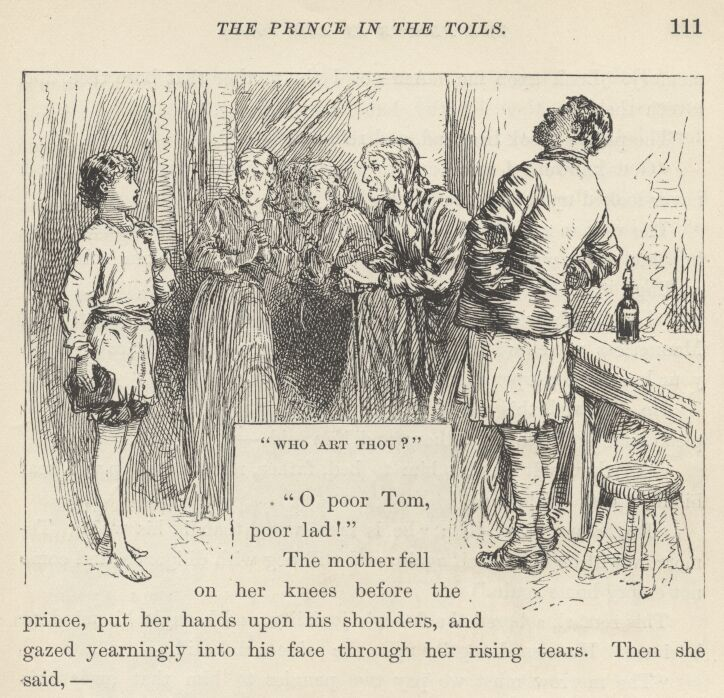 THE PRINCE IN THE TOILS.
111
"WHO ART THOU?"
"O poor Tom,
poor lad!"
The mother fell
on her knees before the
prince, put her hands upon his shoulders, and
gazed yearningly into his face through her rising tears. Then she
said, —